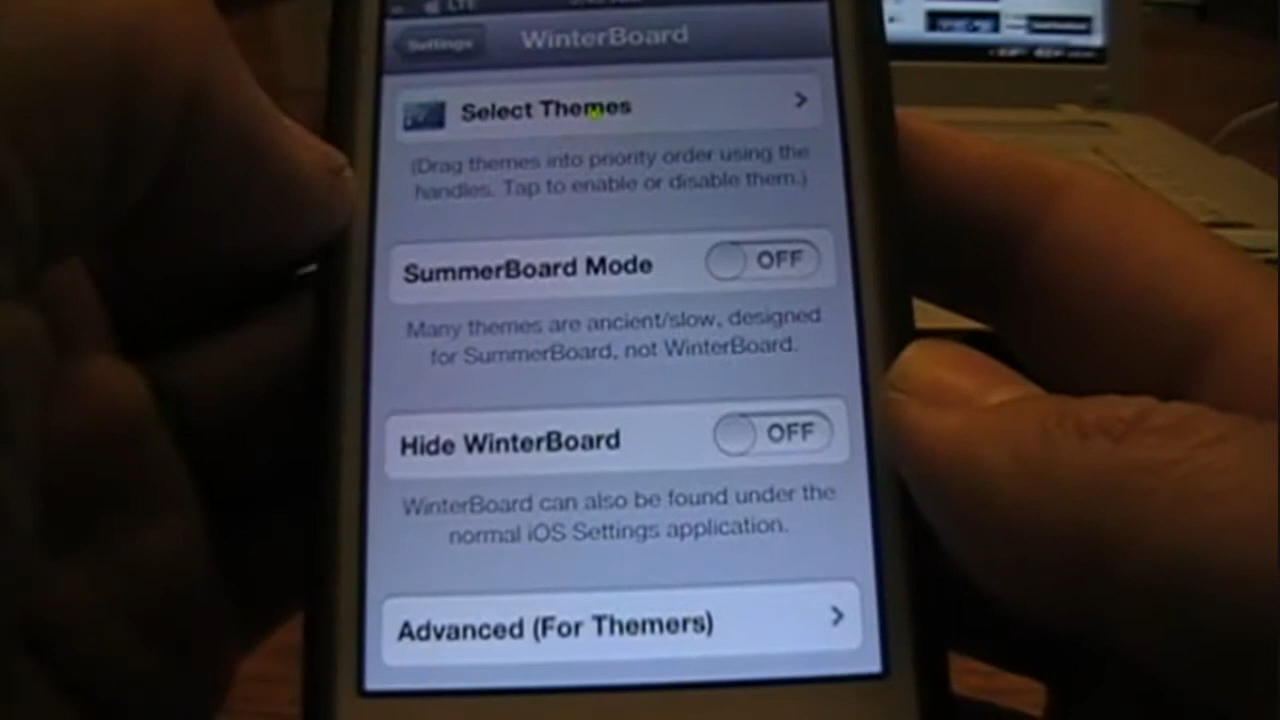 LTE
Settings
WinterBoard
Select Themes
(Drag themes into priority order using the
handles. Tap to enable or disable them.)
SummerBoard Mode
OFF
Many themes are ancient/slow, designed
for SummerBoard, not WinterBoard.
Hide WinterBoard
OFF
WinterBoard can also be found under the
normal iOS Settings application.
Advanced (For Themers)